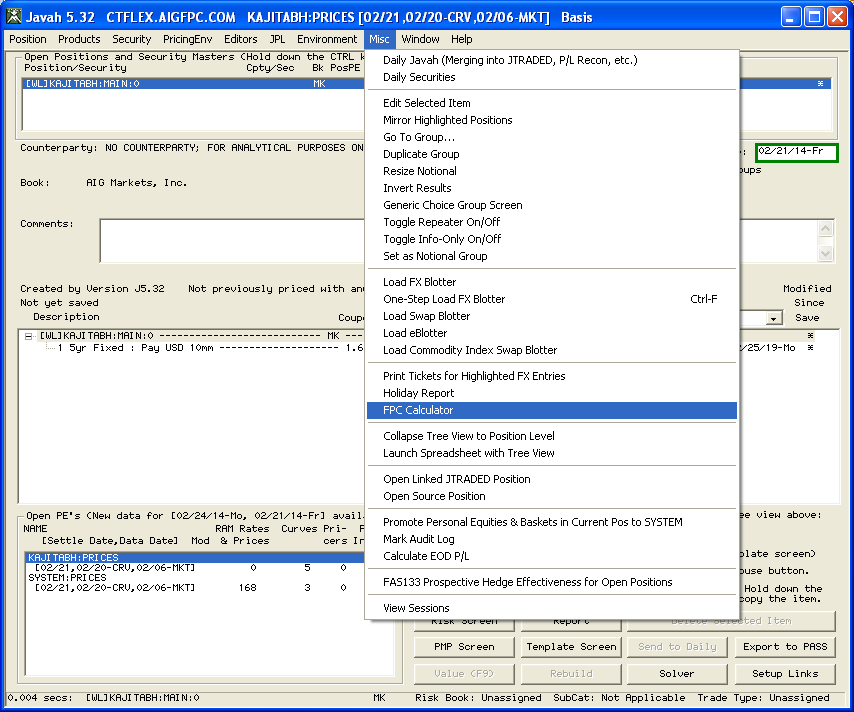 Javah 5.32 CTFLEX.AIGFPC.COM KAJITABH:PRICES [02/21,02/20-CRV,02/06-MKT] Basis
Position Products Security PricingEnv Editors JPL Environment Misc Window Help
Open Positions and Security Masters (Hold down the CTRL k
Position/Security Cpty/Sec Bk PosPE
[WL]KAJITABH:MAIN:0 MK *
Counterparty: NO COUNTERPARTY; FOR ANALYTICAL PURPOSES ON : 02/21/14-Fr
oups
Book: AIG Markets, Inc.
Comments:
Created by Version J5.32 Not previously priced with an Modified
Not yet saved Since
Description Coup Save
[WL]KAJITABH:MAIN:0 ----------------------- MK --- *
1 5yr Fixed : Pay USD 10mm ----------------- 1.6 /25/19-Mo *
Daily Javah (Merging into JTRADED, P/L Recon, etc.)
Daily Securities
Edit Selected Item
Mirror Highlighted Positions
Go To Group...
Duplicate Group
Resize Notional
Invert Results
Generic Choice Group Screen
Toggle Repeater On/Off
Toggle Info-Only On/Off
Set as Notional Group
Load FX Blotter
One-Step Load FX Blotter Ctrl-F
Load Swap Blotter
Load eBlotter
Load Commodity Index Swap Blotter
Print Tickets for Highlighted FX Entries
Holiday Report
FPC Calculator
Collapse Tree View to Position Level
Launch Spreadsheet with Tree View
Open Linked JTRADED Position
Open Source Position
Promote Personal Equities & Baskets in Current Pos to SYSTEM
Mark Audit Log
Calculate EOD P/L
FAS133 Prospective Hedge Effectiveness for Open Positions
View Sessions
Open PE's (New data for [02/24/14-Mo, 02/21/14-Fr] avail ee view above:
NAME RAM Rates Curves Pri- F
[Settle Date,Data Date] Mod & Prices cers In
KAJITABH:PRICES
[02/21,02/20-CRV,02/06-MKT] 0 5 0
SYSTEM:PRICES
[02/21,02/20-CRV,02/06-MKT] 168 3 0
plate screen)
ouse button.
Hold down the
copy the item.
Risk Screen Report Delete Selected Item
PMP Screen Template Screen Send to Daily Export to PASS
Value (F9) Rebuild Solver Setup Links
0.004 secs: [WL]KAJITABH:MAIN:0 MK Risk Book: Unassigned SubCat: Not Applicable Trade Type: Unassigned